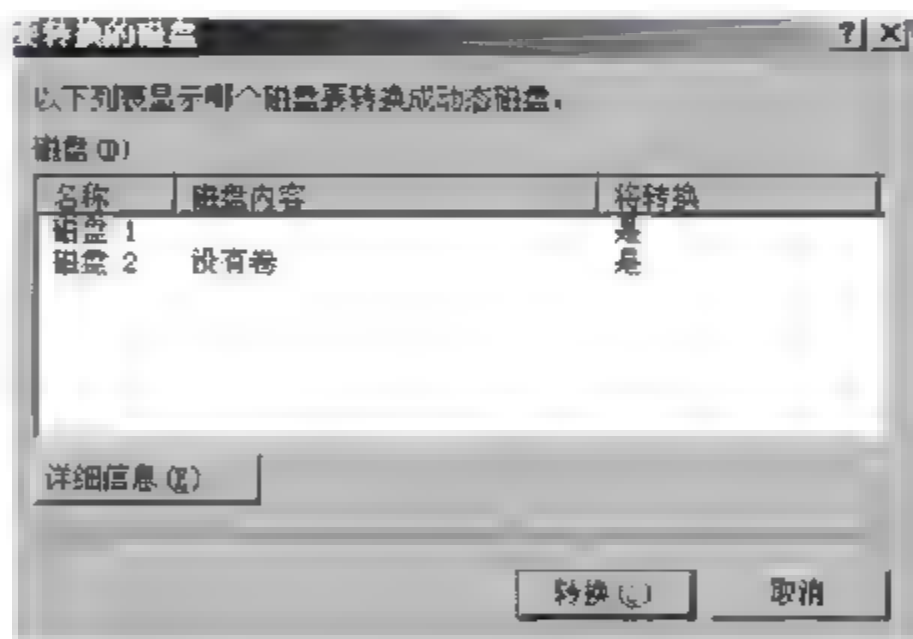 要转换的磁盘
以下列表显示哪个磁盘要转换成动态磁盘。
磁盘(D)
名称 磁盘内容 将转换
磁盘 1 是
磁盘 2 没有卷 是
详细信息(E)
转换(C) 取消